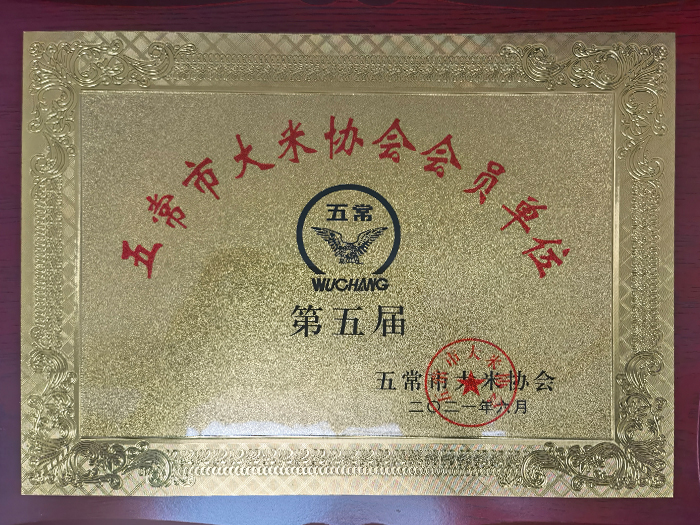 五常市大米协会会员单位
五常
WUCHANG
第五届
五常市大米协会
二〇二一年六月